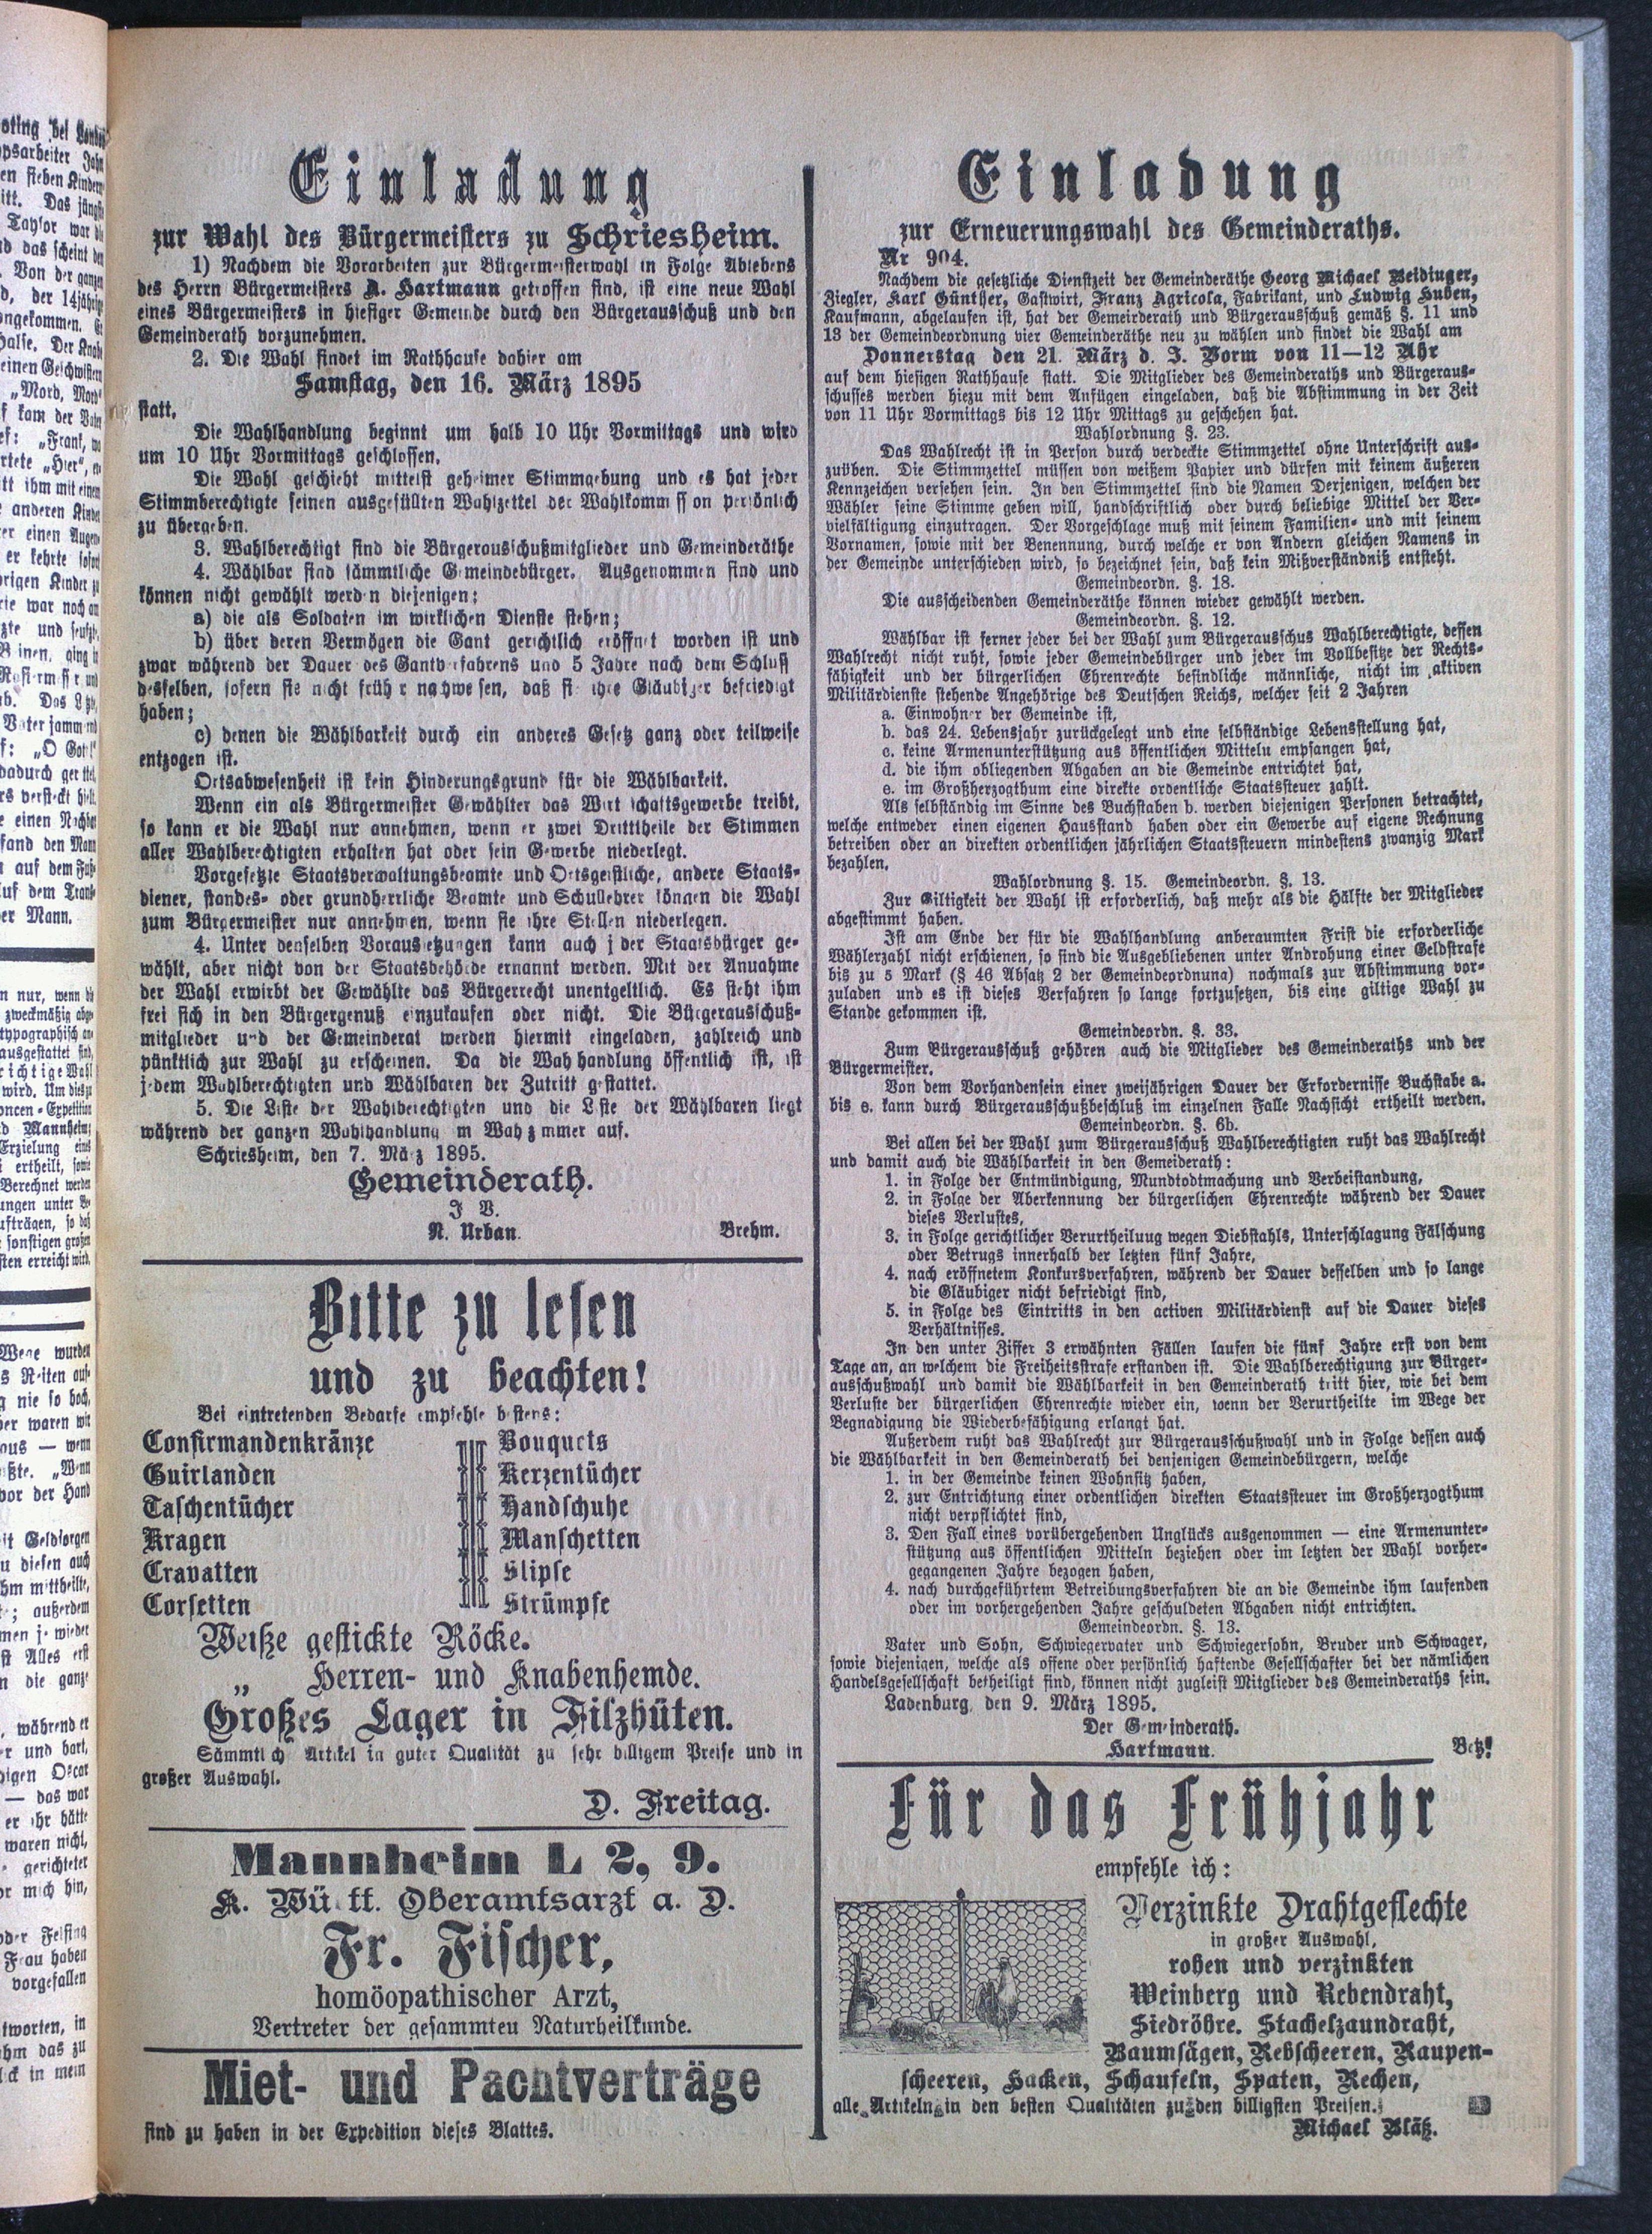 Einladung
zur Wahl des Bürgermeisters zu Schriesheim.
1) Nachdem die Vorarbeiten zur Bürgermeisterwahl in Folge Ablebens
des Herrn Bürgermeisters A. Hartmann getroffen sind, ist eine neue Wahl
eines Bürgermeisters in hiesiger Gemeinde durch den Bürgerausschuß und den
Gemeinderath vorzunehmen.
2. Die Wahl findet im Rathhause dahier am
Samstag, den 16. März 1895
statt.
Die Wahlhandlung beginnt um halb 10 Uhr Vormittags und wird
um 10 Uhr Vormittags geschlossen.
Die Wahl geschieht mittelst geheimer Stimmgebung und es hat jeder
Stimmberechtigte seinen ausgefüllten Wahlzettel der Wahlkommission persönlich
zu übergeben.
3. Wahlberechtigt sind die Bürgerausschußmitglieder und Gemeinderäthe
4. Wählbar sind sämmtliche Gemeindebürger. Ausgenommen sind und
können nicht gewählt werden diejenigen:
a) die als Soldaten im wirklichen Dienste stehen;
b) über deren Vermögen die Gant gerichtlich eröffnet worden ist und
zwar während der Dauer des Gantverfahrens und 5 Jahre nach dem Schluß
desselben, sofern sie nicht früher nachweisen, daß sie ihre Gläubiger befriedigt
haben;
c) denen die Wählbarkeit durch ein anderes Gesetz ganz oder teilweise
entzogen ist.
Ortsabwesenheit ist kein Hinderungsgrund für die Wählbarkeit.
Wenn ein als Bürgermeister Gewählter das Wirthschaftsgewerbe treibt,
so kann er die Wahl nur annehmen, wenn er zwei Drittheile der Stimmen
aller Wahlberechtigten erhalten hat oder sein Gewerbe niederlegt.
Vorgesetzte Staatsverwaltungsbeamte und Ortsgeistliche, andere Staats-
diener, standes- oder grundherrliche Beamte und Schullehrer können die Wahl
zum Bürgermeister nur annehmen, wenn sie ihre Stellen niederlegen.
4. Unter denselben Voraussetzungen kann auch jeder Staatsbürger ge-
wählt, aber nicht von der Staatsbehörde ernannt werden. Mit der Annahme
der Wahl erwirbt der Gewählte das Bürgerrecht unentgeltlich. Es steht ihm
frei sich in den Bürgergenuß einzukaufen oder nicht. Die Bürgerausschuß-
mitglieder und der Gemeinderat werden hiermit eingeladen, zahlreich und
pünktlich zur Wahl zu erscheinen. Da die Wahlhandlung öffentlich ist, ist
jedem Wahlberechtigten und Wählbaren der Zutritt gestattet.
5. Die Liste der Wahlberechtigten und die Liste der Wählbaren liegt
während der ganzen Wahlhandlung im Wahlzimmer auf.
Schriesheim, den 7. März 1895.
Gemeinderath.
J. V.
N. Urban. Brehm.
Bitte zu lesen
und zu beachten!
Bei eintretenden Bedarfe empfehle bestens:
Confirmandenkränze Bouquets
Guirlanden Kerzentücher
Taschentücher Handschuhe
Kragen Manschetten
Cravatten Slipse
Corsetten Strümpfe
Weiße gestickte Röcke.
„ Herren- und Knabenhemde.
Großes Lager in Filzhüten.
Sämmtlich Artikel in guter Qualität zu sehr billigem Preise und in
großer Auswahl.
D. Freitag.
Mannheim L 2, 9.
K. Württ. Oberamtsarzt a. D.
Fr. Fischer,
homöopathischer Arzt,
Vertreter der gesammten Naturheilkunde.
Miet- und Pachtverträge
sind zu haben in der Expedition dieses Blattes.
Einladung
zur Erneuerungswahl des Gemeinderaths.
Nr 904.
Nachdem die gesetzliche Dienstzeit der Gemeinderäthe Georg Michael Beidinger,
Ziegler, Karl Günther, Gastwirt, Franz Agricola, Fabrikant, und Ludwig Huben,
Kaufmann, abgelaufen ist, hat der Gemeinderath und Bürgerausschuß gemäß §. 11 und
13 der Gemeindeordnung vier Gemeinderäthe neu zu wählen und findet die Wahl am
Donnerstag den 21. März d. J. Vorm von 11—12 Uhr
auf dem hiesigen Rathhause statt. Die Mitglieder des Gemeinderaths und Bürgeraus-
schusses werden hiezu mit dem Anfügen eingeladen, daß die Abstimmung in der Zeit
von 11 Uhr Vormittags bis 12 Uhr Mittags zu geschehen hat.
Wahlordnung §. 23.
Das Wahlrecht ist in Person durch verdeckte Stimmzettel ohne Unterschrift aus-
zuüben. Die Stimmzettel müssen von weißem Papier und dürfen mit keinem äußeren
Kennzeichen versehen sein. In den Stimmzettel sind die Namen Derjenigen, welchen der
Wähler seine Stimme geben will, handschriftlich oder durch beliebige Mittel der Ver-
vielfältigung einzutragen. Der Vorgeschlage muß mit seinem Familien- und mit seinem
Vornamen, sowie mit der Benennung, durch welche er von Andern gleichen Namens in
der Gemeinde unterschieden wird, so bezeichnet sein, daß kein Mißverständniß entsteht.
Gemeindeordn. §. 18.
Die ausscheidenden Gemeinderäthe können wieder gewählt werden.
Gemeindeordn. §. 12.
Wählbar ist ferner jeder bei der Wahl zum Bürgerausschus Wahlberechtigte, dessen
Wahlrecht nicht ruht, sowie jeder Gemeindebürger und jeder im Vollbesitze der Rechts-
fähigkeit und der bürgerlichen Ehrenrechte befindliche männliche, nicht im aktiven
Militärdienste stehende Angehörige des Deutschen Reichs, welcher seit 2 Jahren
a. Einwohner der Gemeinde ist,
b. das 24. Lebensjahr zurückgelegt und eine selbständige Lebensstellung hat,
c. keine Armenunterstützung aus öffentlichen Mittelu empfangen hat,
d. die ihm obliegenden Abgaben an die Gemeinde entrichtet hat,
e. im Großherzogthum eine direkte ordentliche Staatssteuer zahlt.
Als selbständig im Sinne des Buchstaben b. werden diejenigen Personen betrachtet,
welche entweder einen eigenen Hausstand haben oder ein Gewerbe auf eigene Rechnung
betreiben oder an direkten ordentlichen jährlichen Staatssteuern mindestens zwanzig Mark
bezahlen.
Wahlordnung §. 15. Gemeindeordn. §. 13.
Zur Giltigkeit der Wahl ist erforderlich, daß mehr als die Hälfte der Mitglieder
abgestimmt haben.
Ist am Ende der für die Wahlhandlung anberaumten Frist die erforderliche
Wählerzahl nicht erschienen, so sind die Ausgebliebenen unter Androhung einer Geldstrafe
bis zu 5 Mark (§ 46 Absatz 2 der Gemeindeordnuna) nochmals zur Abstimmung vor-
zuladen und es ist dieses Verfahren so lange fortzusetzen, bis eine giltige Wahl zu
Stande gekommen ist.
Gemeindeordn. §. 33.
Zum Bürgerausschuß gehören auch die Mitglieder des Gemeinderaths und der
Bürgermeister.
Von dem Vorhandensein einer zweijährigen Dauer der Erfordernisse Buchstabe a.
bis e. kann durch Bürgerausschußbeschluß im einzelnen Falle Nachsicht ertheilt werden.
Gemeindeordn. §. 6b.
Bei allen bei der Wahl zum Bürgerausschuß Wahlberechtigten ruht das Wahlrecht
und damit auch die Wählbarkeit in den Gemeiderath:
1. in Folge der Entmündigung, Mundtodtmachung und Verbeistandung,
2. in Folge der Aberkennung der bürgerlichen Ehrenrechte während der Dauer
dieses Verlustes,
3. in Folge gerichtlicher Verurtheilung wegen Diebstahls, Unterschlagung Fälschung
oder Betrugs innerhalb der letzten fünf Jahre,
4. nach eröffnetem Konkursverfahren, während der Dauer desselben und so lange
die Gläubiger nicht befriedigt sind,
5. in Folge des Eintritts in den activen Militärdienst auf die Dauer dieses
Verhältnisses.
In den unter Ziffer 3 erwähnten Fällen laufen die fünf Jahre erst von dem
Tage an, an welchem die Freiheitsstrafe erstanden ist. Die Wahlberechtigung zur Bürger-
ausschußwahl und damit die Wählbarkeit in den Gemeinderath tritt hier, wie bei dem
Verluste der bürgerlichen Ehrenrechte wieder ein, wenn der Verurtheilte im Wege der
Begnadigung die Wiederbefähigung erlangt hat.
Außerdem ruht das Wahlrecht zur Bürgerausschußwahl und in Folge dessen auch
die Wählbarkeit in den Gemeinderath bei denjenigen Gemeindebürgern, welche
1. in der Gemeinde keinen Wohnsitz haben,
2. zur Entrichtung einer ordentlichen direkten Staatssteuer im Großherzogthum
nicht verpflichtet sind,
3. Den Fall eines vorübergehenden Unglücks ausgenommen — eine Armenunter-
stützung aus öffentlichen Mitteln beziehen oder im letzten der Wahl vorher-
gegangenen Jahre bezogen haben,
4. nach durchgeführtem Betreibungsverfahren die an die Gemeinde ihm laufenden
oder im vorhergehenden Jahre geschuldeten Abgaben nicht entrichten.
Gemeindeordn. §. 13.
Vater und Sohn, Schwiegervater und Schwiegersohn, Bruder und Schwager,
sowie diejenigen, welche als offene oder persönlich haftende Gesellschafter bei der nämlichen
Handelsgesellschaft betheiligt sind, können nicht zugleist Mitglieder des Gemeinderaths sein.
Ladenburg, den 9. März 1895.
Der Gemeinderath.
Hartmann. Betz!
Für das Frühjahr
empfehle ich:
Verzinkte Drahtgeflechte
in großer Auswahl,
rohen und verzinkten
Weinberg und Rebendraht,
Siedröhre. Stachelzaundraht,
Baumsägen, Rebscheeren, Raupen-
scheeren, Hacken, Schaufeln, Spaten, Rechen,
alle Artikeln in den besten Qualitäten zu den billigsten Preisen.
Michael Bläß.